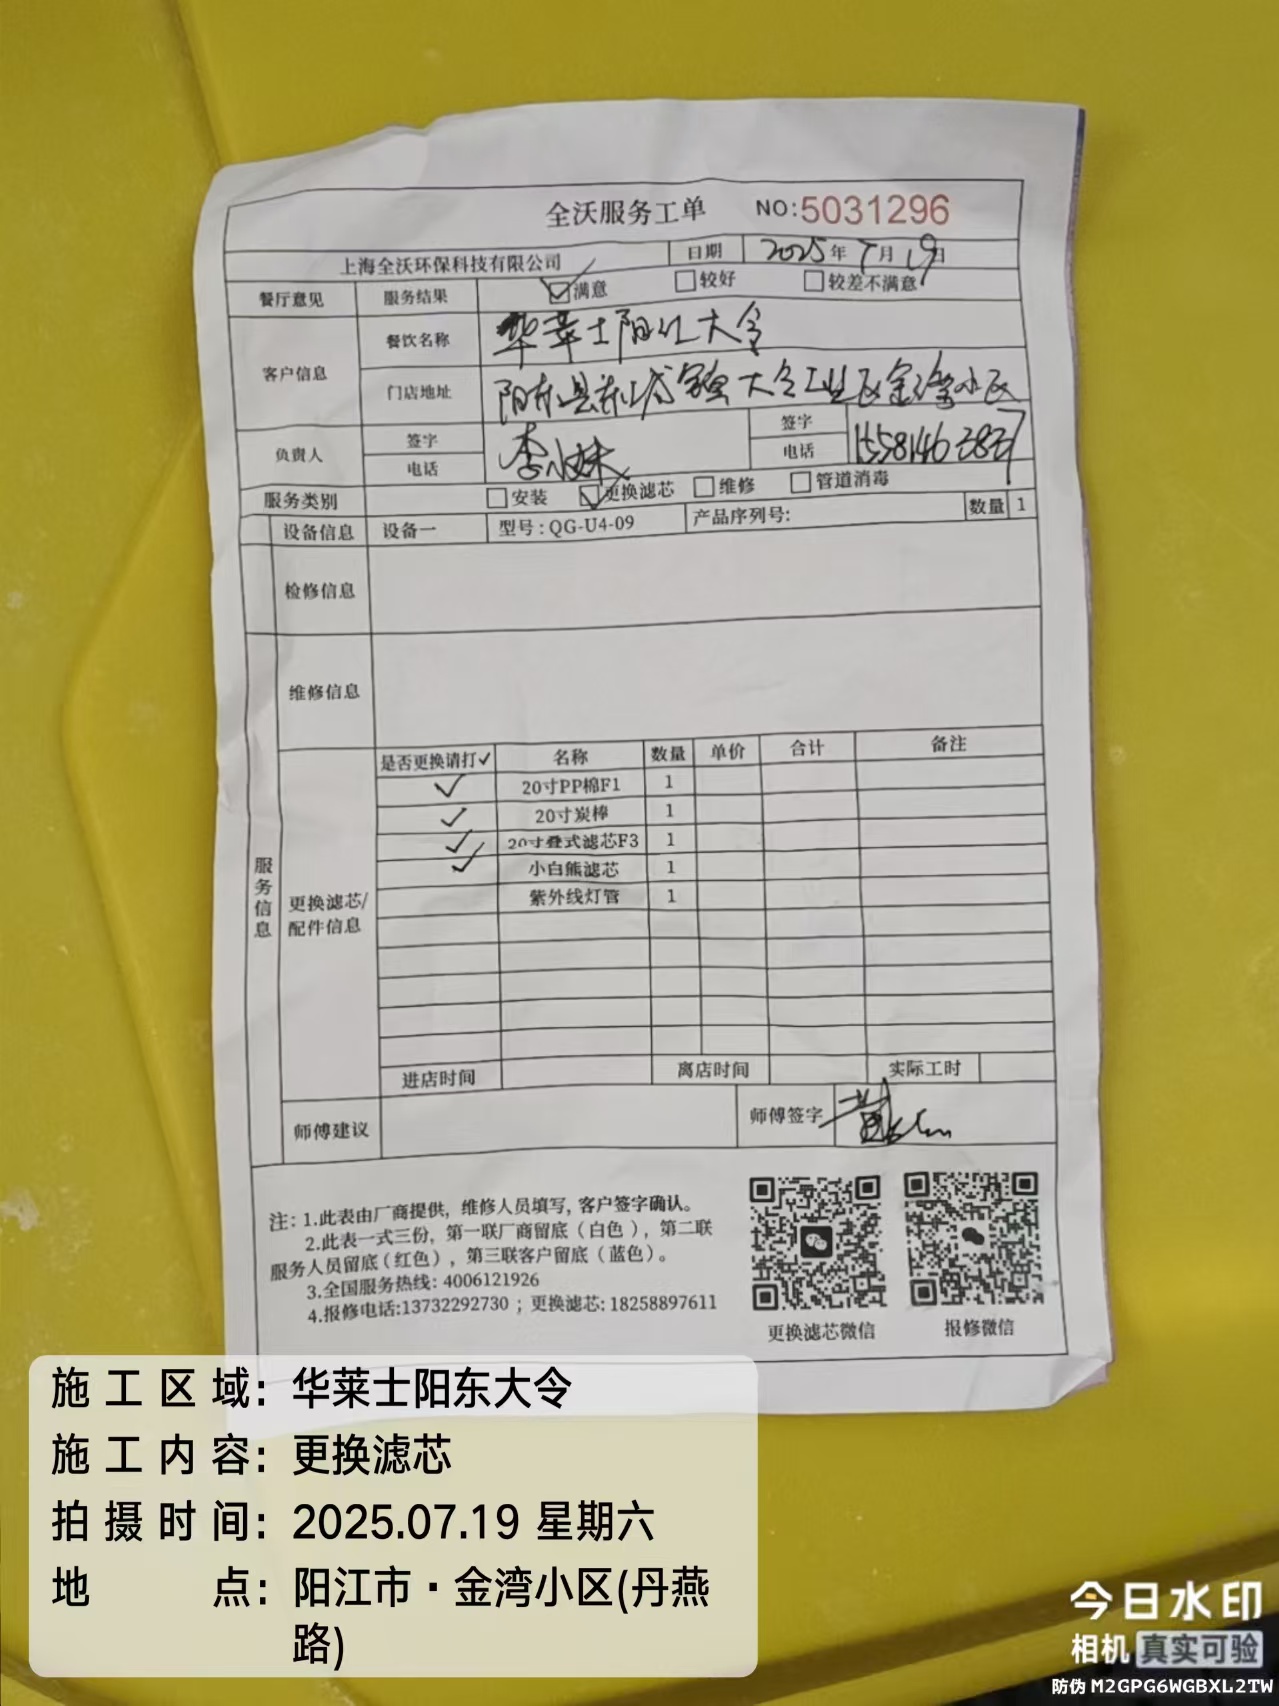 全沃服务工单 NO:5031296
上海全沃环保科技有限公司 日期 2025年7月19日
餐厅意见 服务结果 满意 较好 较差不满意
客户信息 餐饮名称 华莱士阳江大令
门店地址 阳东县东城镇大令工业区金湾小区
负责人 签字 电话 李小妹 签字 电话
服务类别 安装 更换滤芯 维修 管道消毒
设备信息 设备一 型号:QG-U4-09 产品序列号: 数量 1
检修信息
维修信息
服务信息
更换滤芯/配件信息
是否更换请打✓ 名称 数量 单价 合计 备注
✓ 20寸PP棉F1 1
✓ 20寸炭棒 1
✓ 20寸叠式滤芯F3 1
✓ 小白熊滤芯 1
紫外线灯管 1
进店时间 离店时间 实际工时
师傅建议 师傅签字
注：1.此表由厂商提供，维修人员填写，客户签字确认。
2.此表一式三份，第一联厂商留底（白色），第二联
服务人员留底（红色），第三联客户留底（蓝色）。
3.全国服务热线: 4006121926
4.报修电话:13732292730；更换滤芯: 18258897611
更换滤芯微信 报修微信
施工区域：华莱士阳东大令
施工内容：更换滤芯
拍摄时间：2025.07.19 星期六
地点：阳江市·金湾小区(丹燕
路)
今日水印
相机 真实可验
防伪 M2GPG6WGBXL2TW